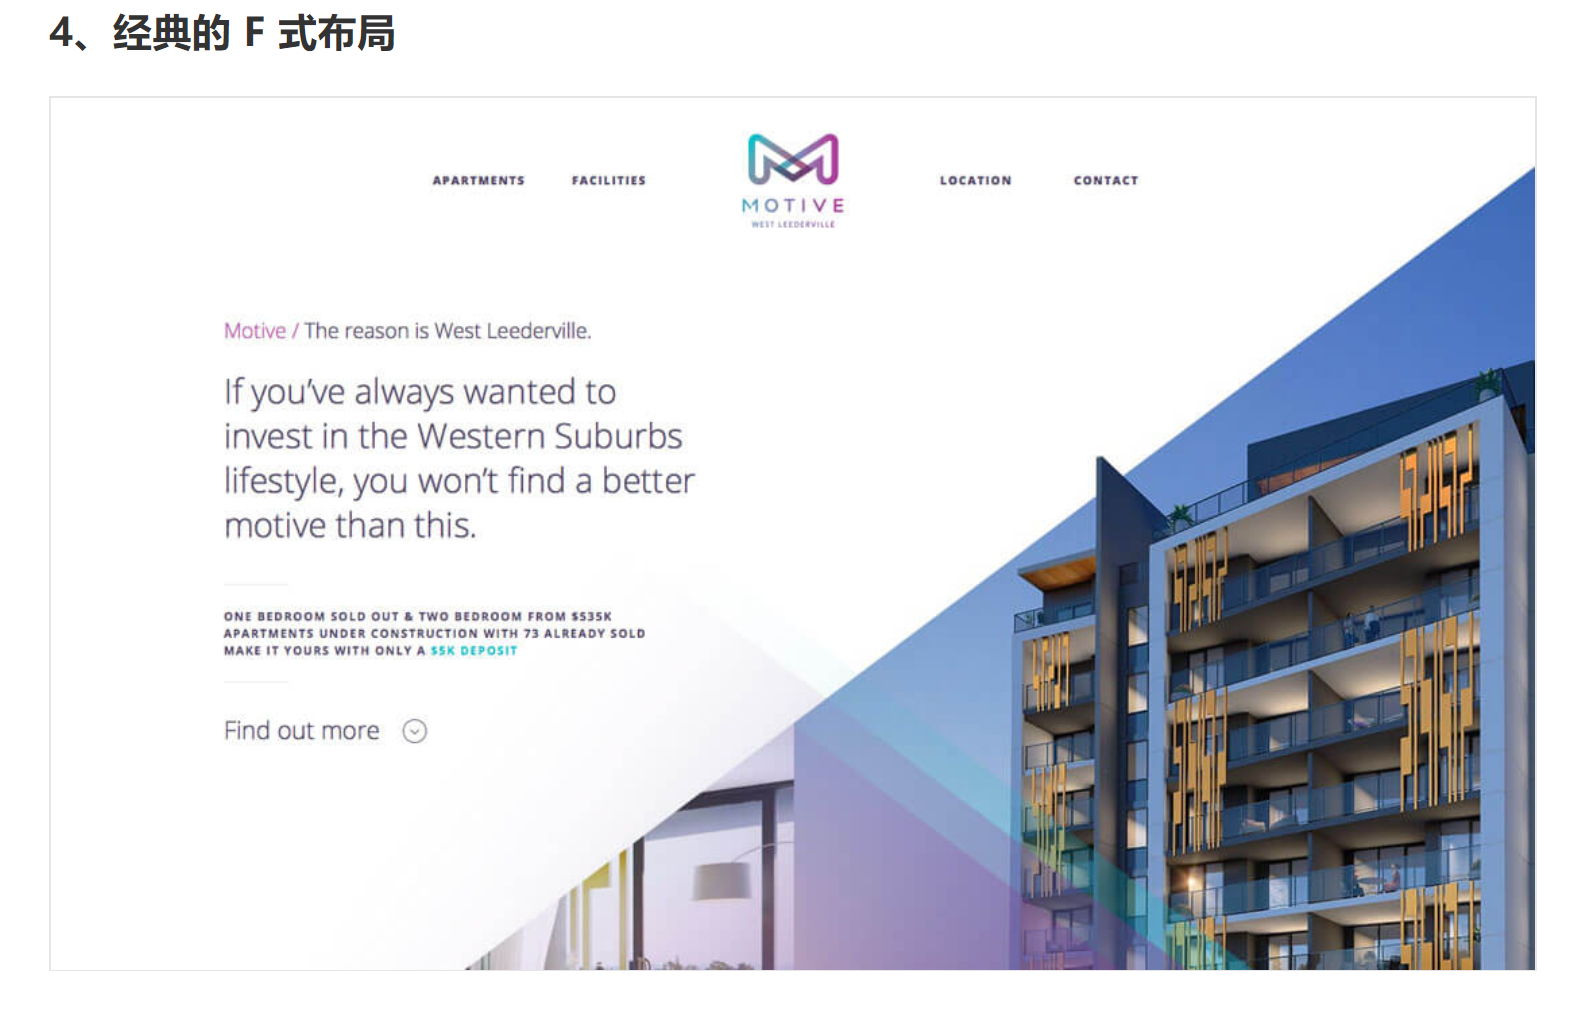 4、经典的 F 式布局
APARTMENTS
FACILITIES
MOTIVE
WEST LEEDERVILLE
LOCATION
CONTACT
Motive / The reason is West Leederville.
If you've always wanted to
invest in the Western Suburbs
lifestyle, you won't find a better
motive than this.
ONE BEDROOM SOLD OUT & TWO BEDROOM FROM $535K
APARTMENTS UNDER CONSTRUCTION WITH 73 ALREADY SOLD
MAKE IT YOURS WITH ONLY A $5K DEPOSIT
Find out more